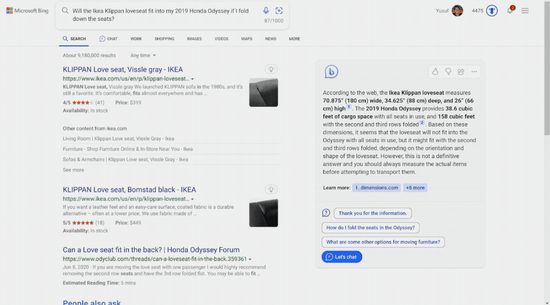 Microsoft Bing
Will the Ikea Klippan loveseat fit into my 2019 Honda Odyssey if I fold down the seats?
87/1000
Yusuf
4475
SEARCH
CHAT
WORK
SHOPPING
IMAGES
VIDEOS
MAPS
NEWS
MORE
About 9,180,000 results
Any time
KLIPPAN Love seat, Vissle gray - IKEA
https://www.ikea.com/us/en/p/klippan-loveseat...
KLIPPAN Love seat, Vissle gray We launched KLIPPAN sofa in the 1980s, and it's
still a favorite. It's comfortable, fits almost everywhere and has ...
4/5 (41) Price: $399
Availability: In stock
Other content from ikea.com
Living Room | Klippan Love seat, Vissle Gray - Ikea
Furniture - Shop Furniture Online & In-Store Near You - Ikea
Sofas & Armchairs | Klippan Love seat, Vissle Gray - Ikea
See more
KLIPPAN Love seat, Bomstad black - IKEA
https://www.ikea.com/us/en/p/klippan-loveseat...
If you want a leather feel and an easy-care surface, coated fabric is a durable
alternative – often at a lower price. We use fabric made of ...
5/5 (18) Price: $449
Availability: In stock
Can a Love seat fit in the back? | Honda Odyssey Forum
https://www.odyclub.com/threads/can-a-loveseat-fit-in-the-back.359361
Jun 8, 2020 · If you are moving the love seat with one passenger I would highly recommend
removing the second row seats and have the 3rd row folded flat. You may be able to fit ...
Estimated Reading Time: 5 mins
People also ask
According to the web, the Ikea Klippan loveseat measures
70.875" (180 cm) wide, 34.625" (88 cm) deep, and 26" (66
cm) high. The 2019 Honda Odyssey provides 38.6 cubic
feet of cargo space with all seats in use, and 158 cubic feet
with the second and third rows folded. Based on these
dimensions, it seems that the loveseat will not fit into the
Odyssey with all seats in use, but it might fit with the
second and third rows folded, depending on the orientation and
shape of the loveseat. However, this is not a definitive
answer and you should always measure the actual items
before attempting to transport them.
Learn more:
1. dimensions.com
+8 more
Thank you for the information.
How do I fold the seats in the Odyssey?
What are some other options for moving furniture?
Let's chat